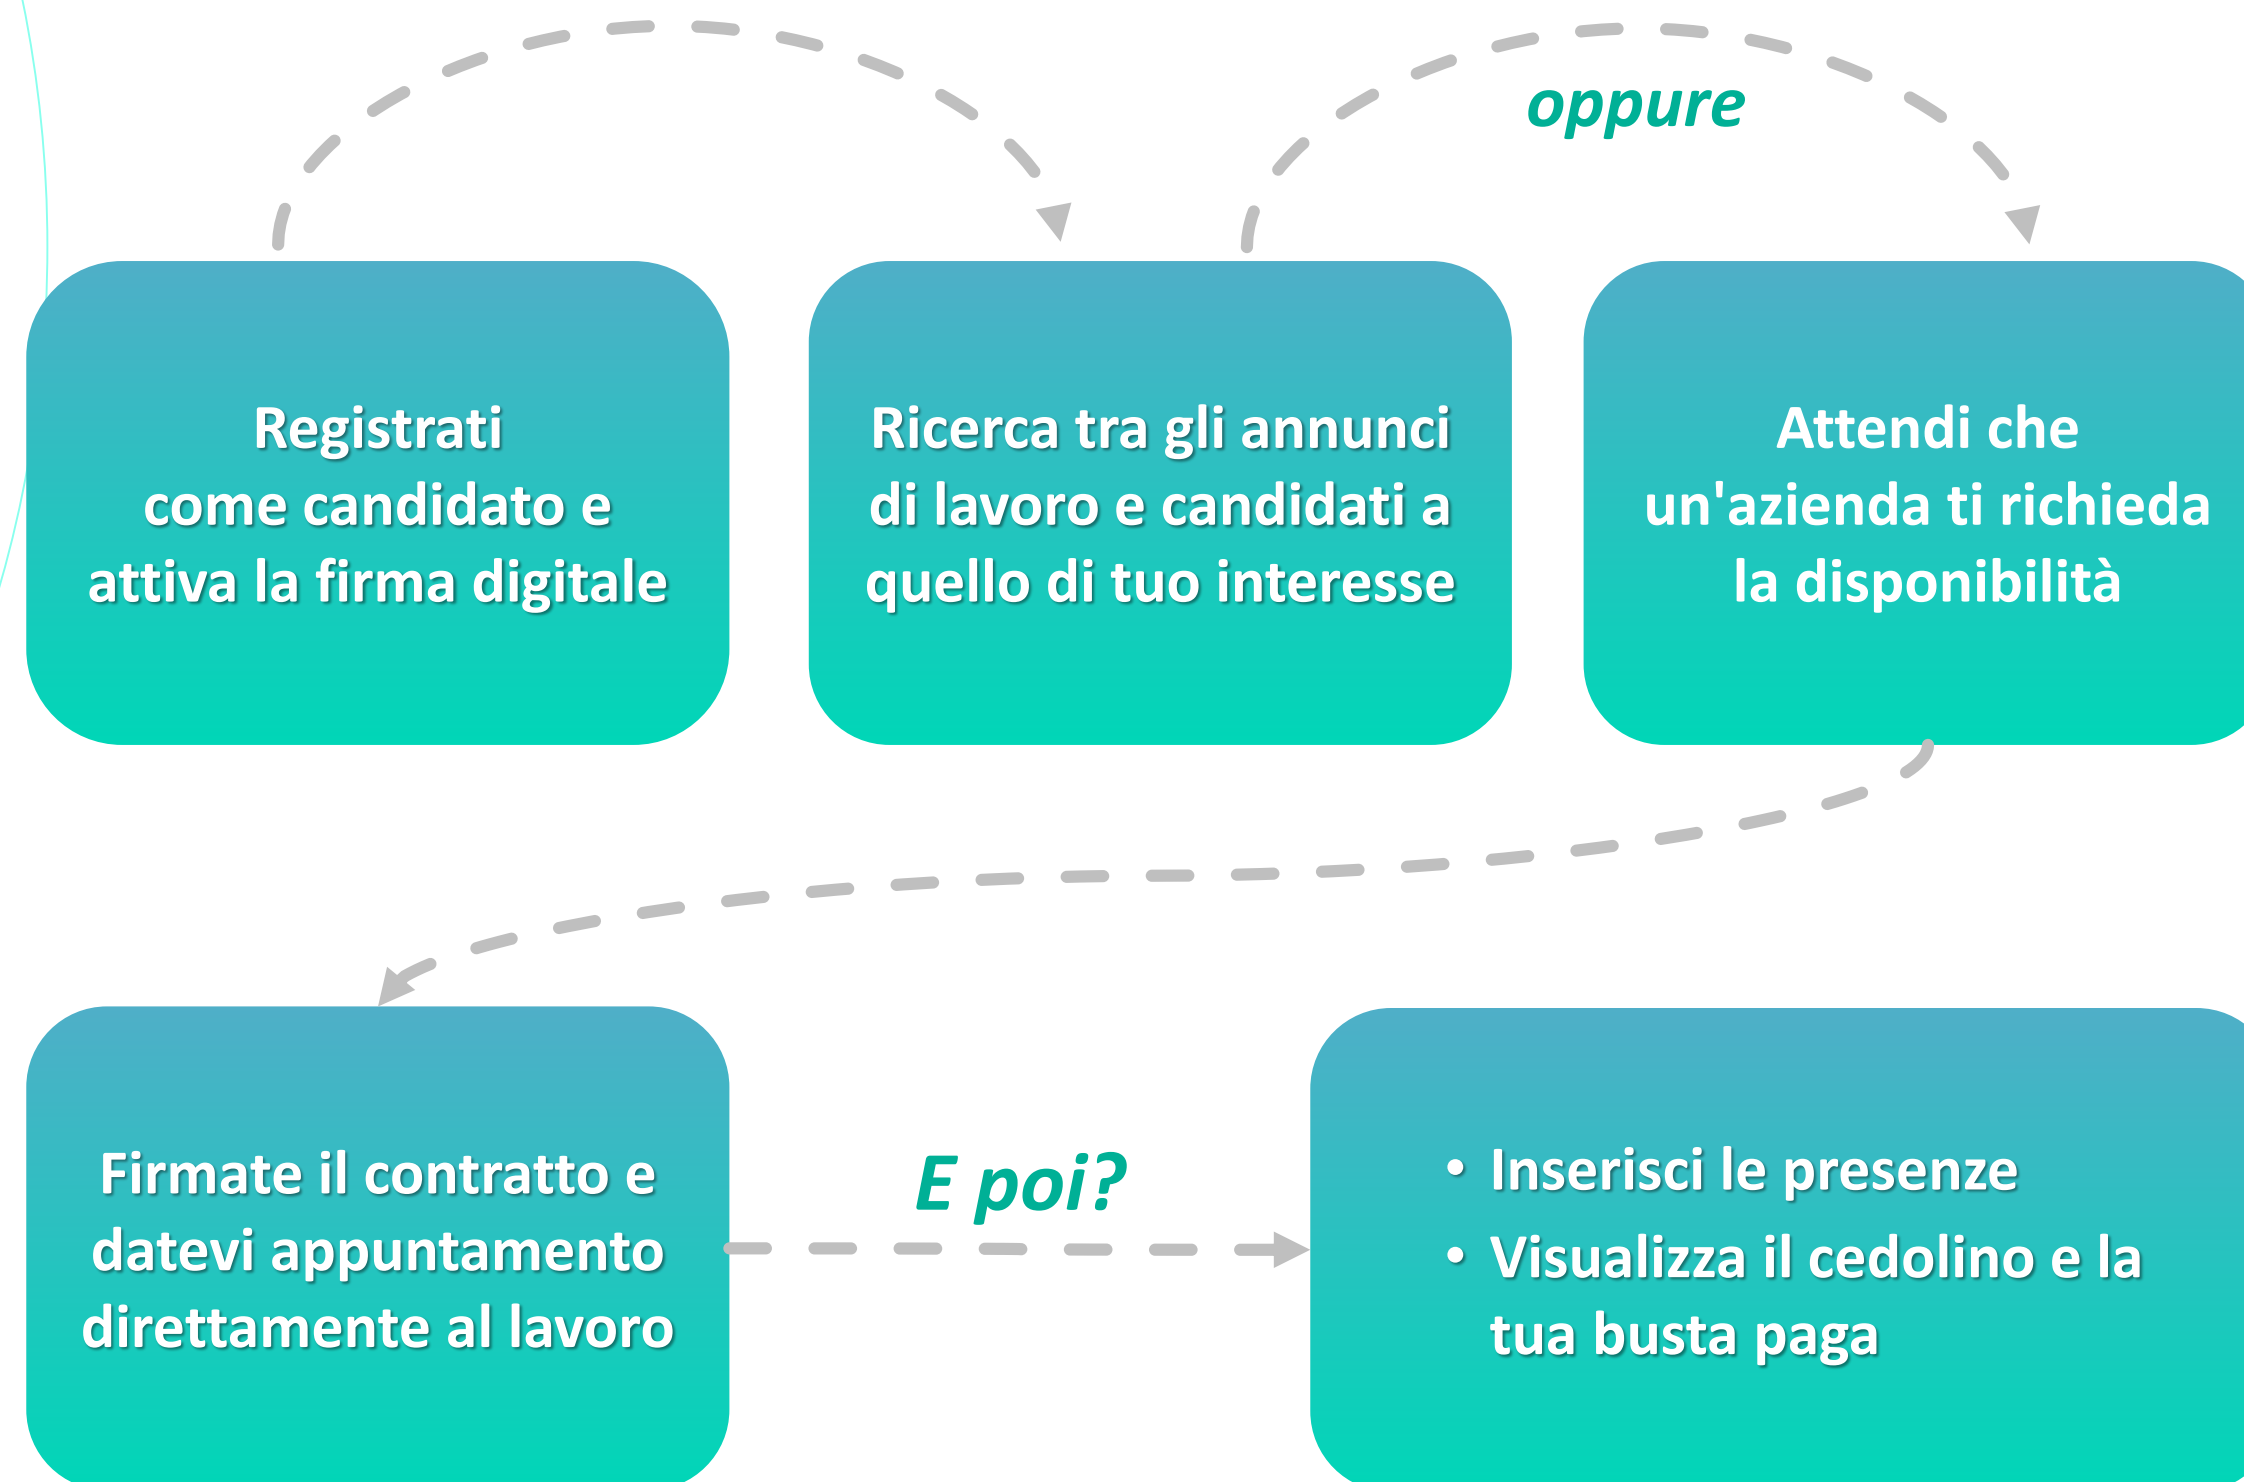 oppure
Registrati
come candidato e
attiva la firma digitale
Ricerca tra gli annunci
di lavoro e candidati a
quello di tuo interesse
Attendi che
un'azienda ti richieda
la disponibilità
Firmate il contratto e
datevi appuntamento
direttamente al lavoro
E poi?
• Inserisci le presenze
• Visualizza il cedolino e la
tua busta paga